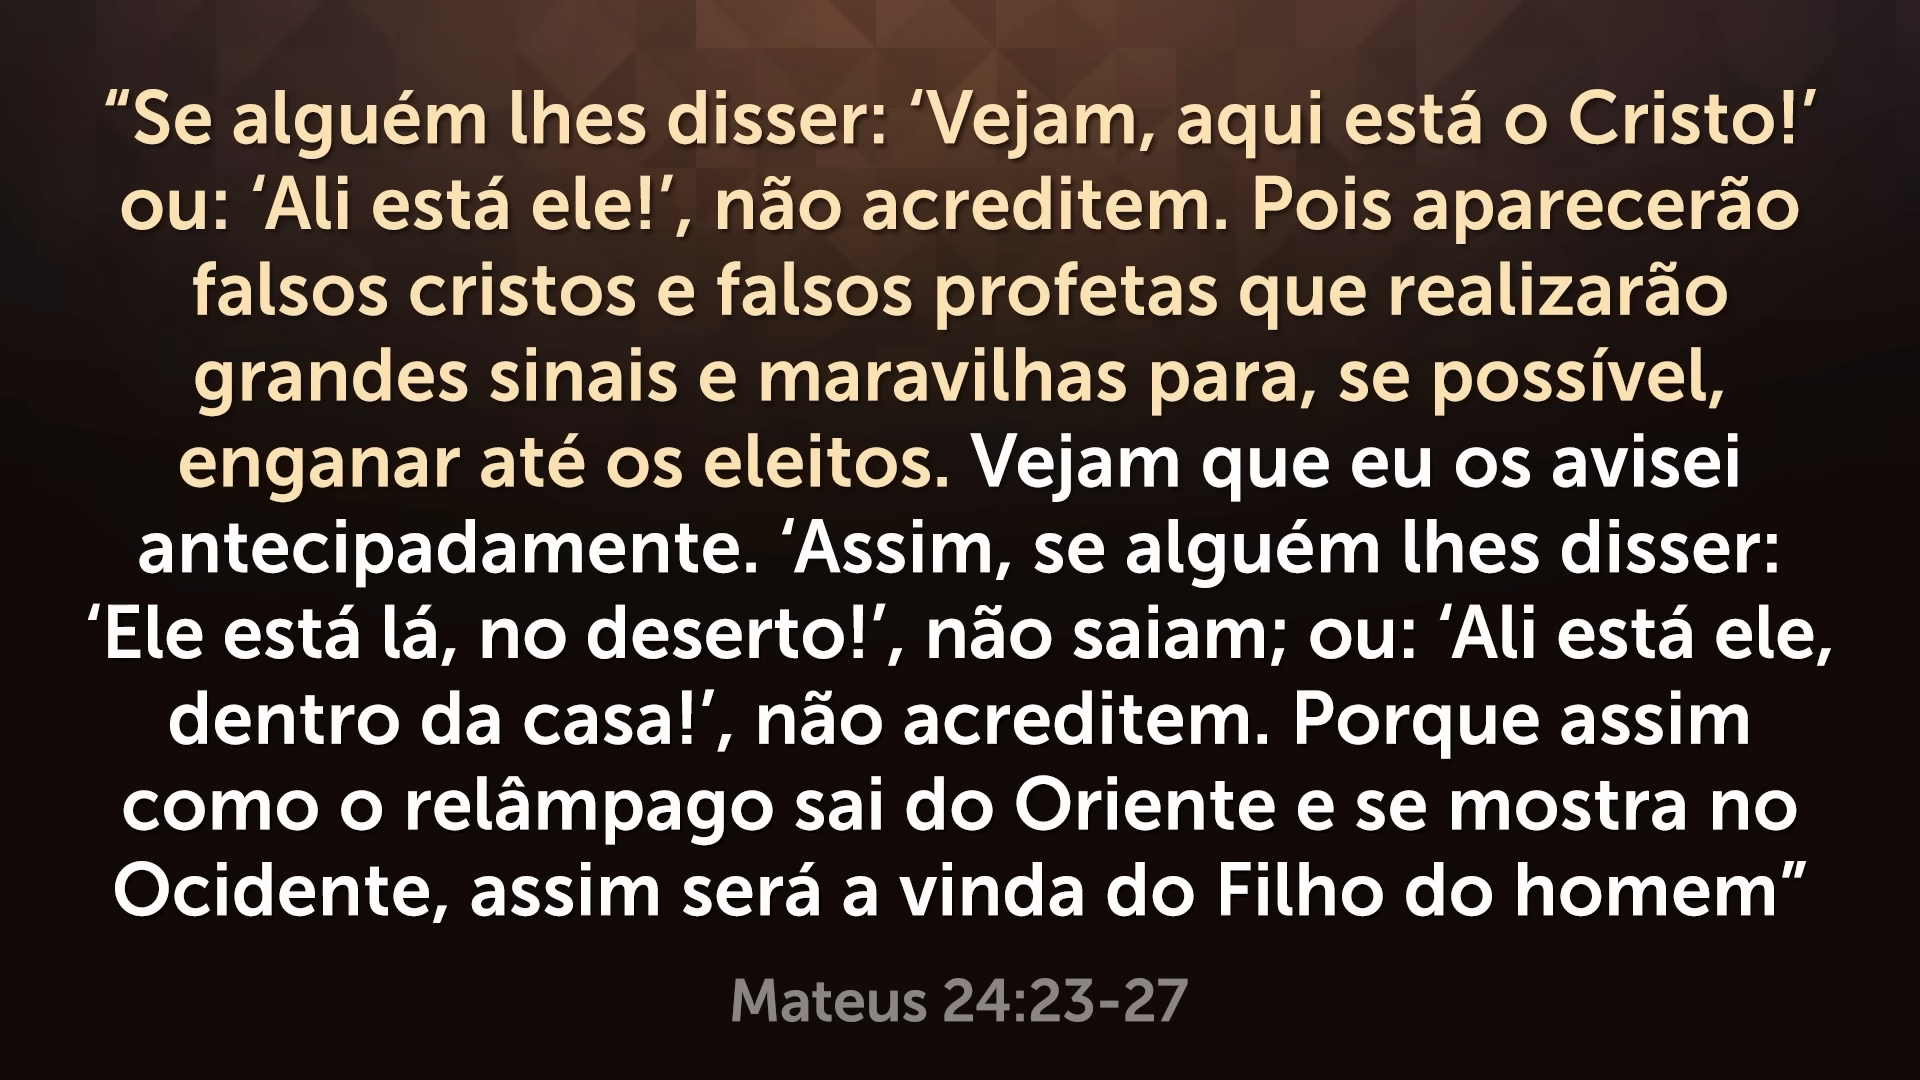 “Se alguém lhes disser: ‘Vejam, aqui está o Cristo!’
ou: ‘Ali está ele!’, não acreditem. Pois aparecerão
falsos cristos e falsos profetas que realizarão
grandes sinais e maravilhas para, se possível,
enganar até os eleitos. Vejam que eu os avisei
antecipadamente. ‘Assim, se alguém lhes disser:
‘Ele está lá, no deserto!’, não saiam; ou: ‘Ali está ele,
dentro da casa!’, não acreditem. Porque assim
como o relâmpago sai do Oriente e se mostra no
Ocidente, assim será a vinda do Filho do homem”
Mateus 24:23-27